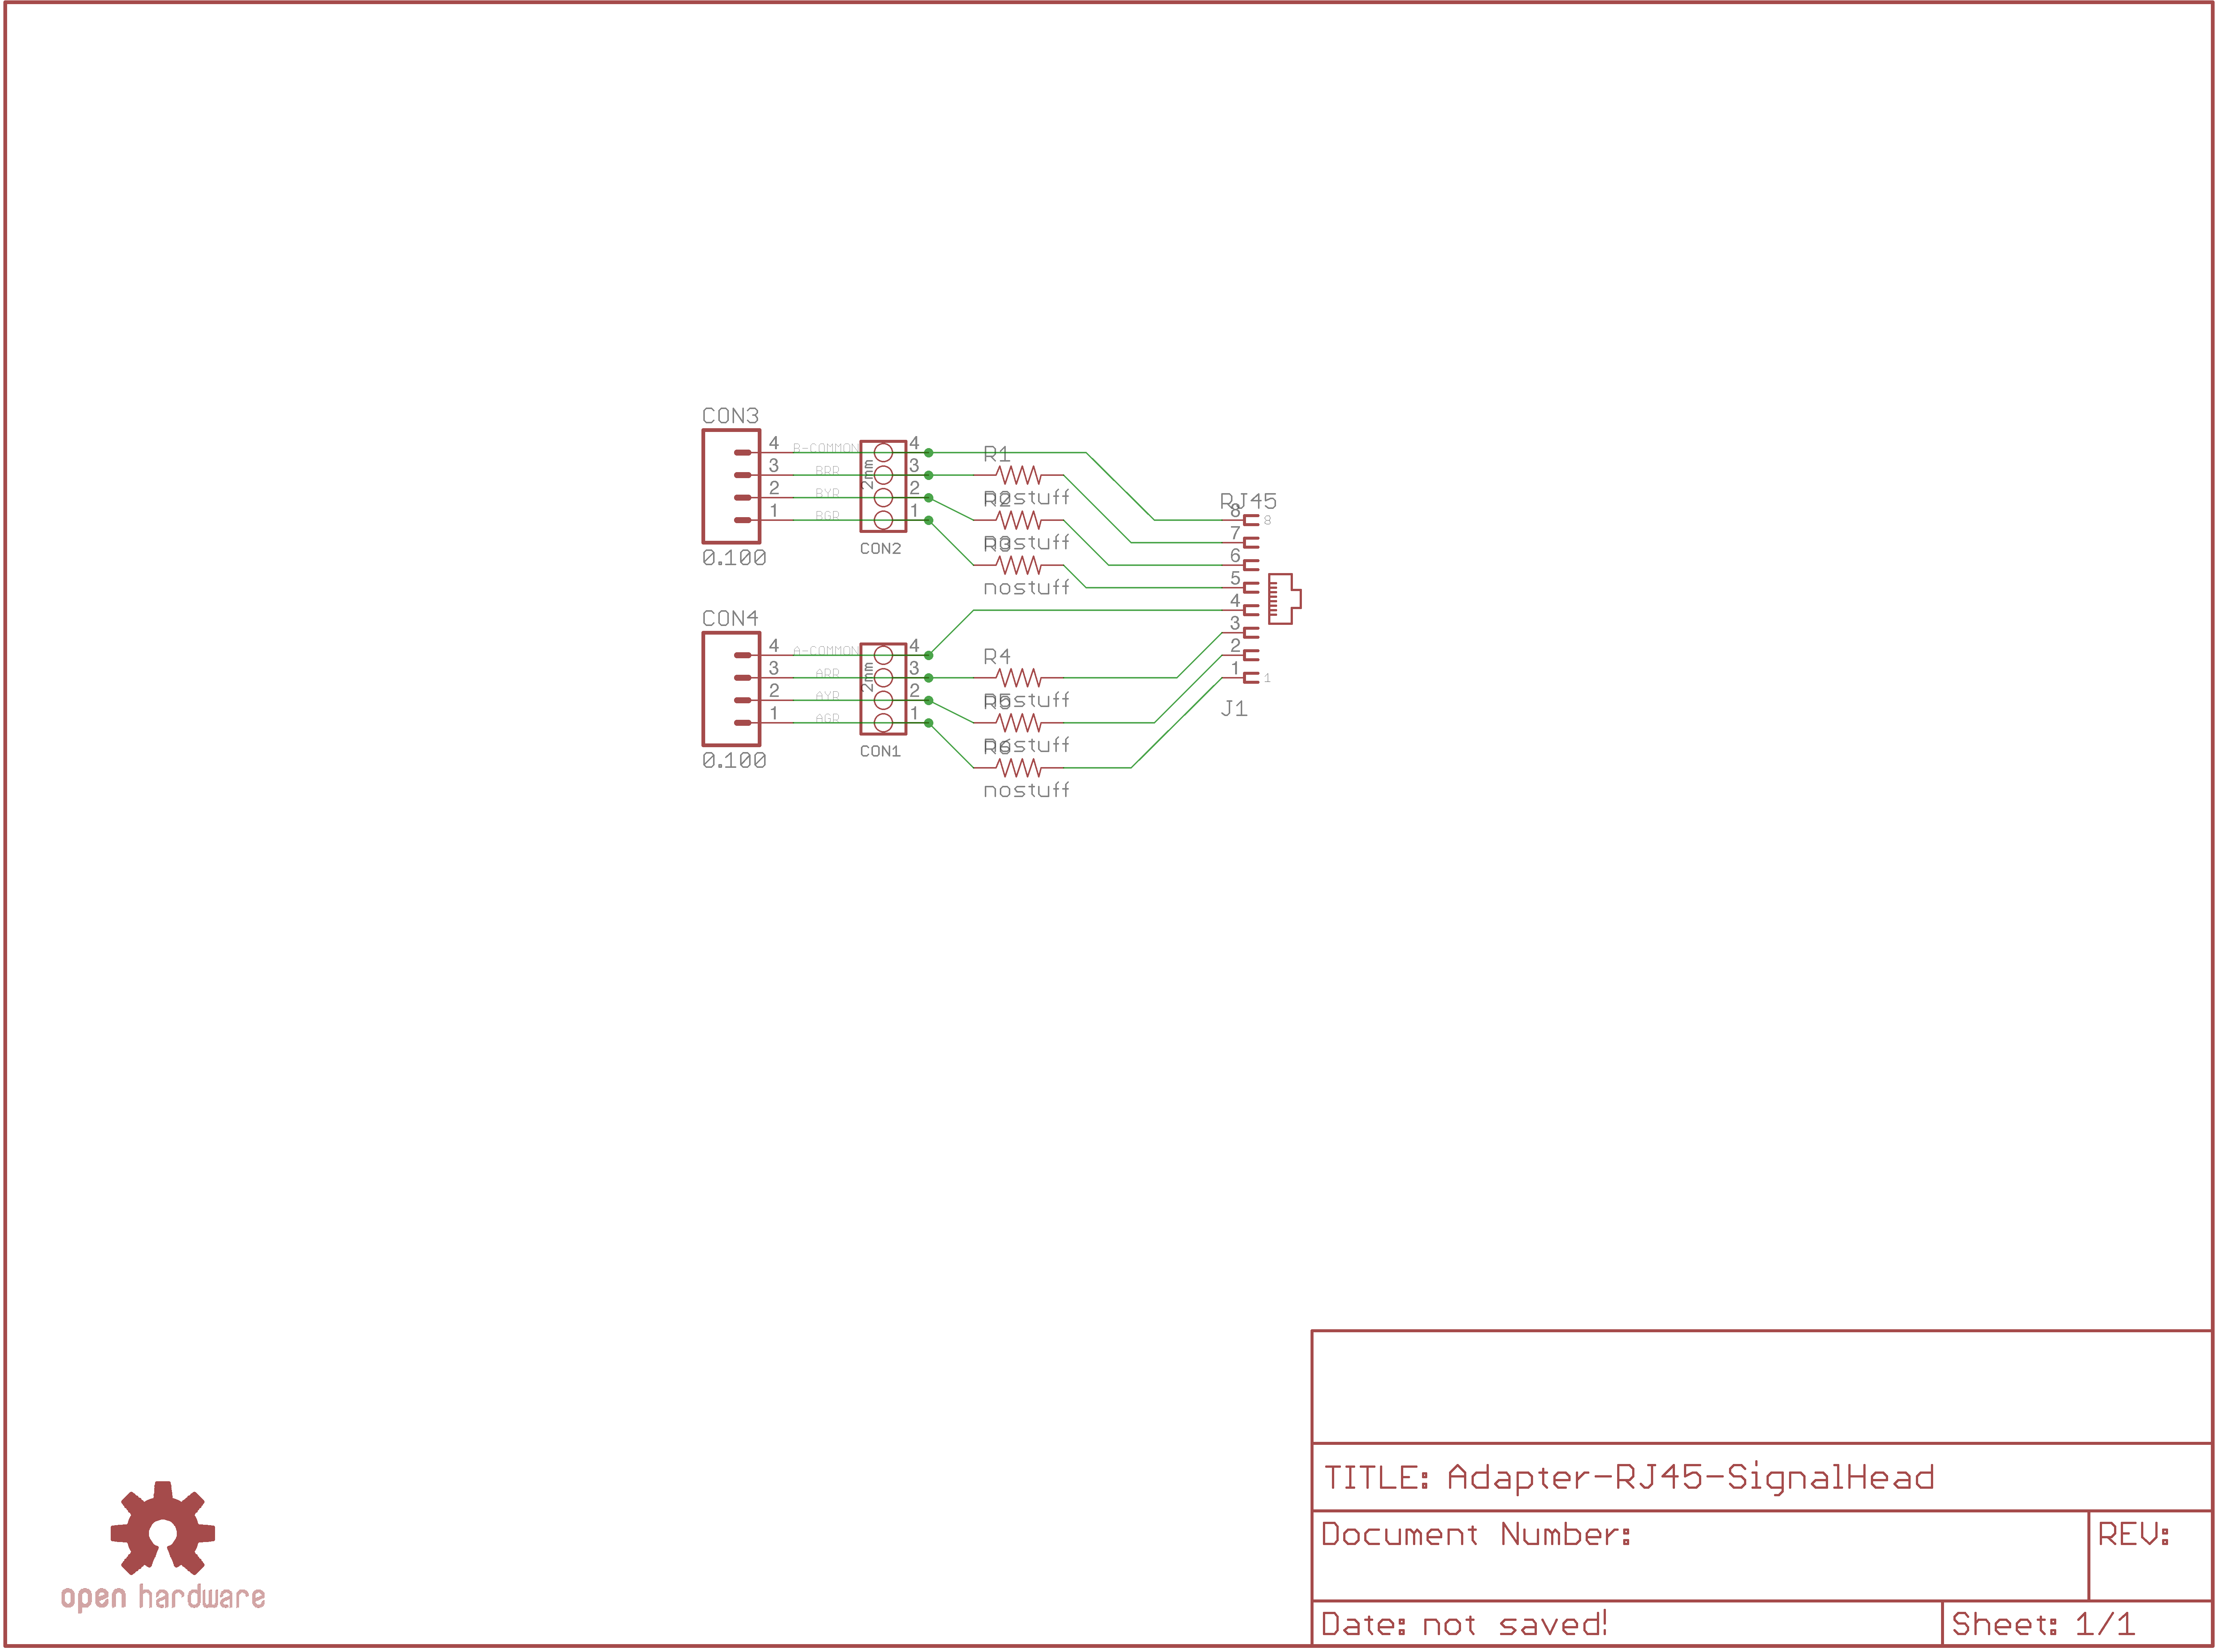 CON3
4 B-COMMON 4
3 BRR 3
2 BYR 2
1 BGR 1
2mm
0.100
CON2
R1
nostuff
R2
nostuff
R3
nostuff
RJ45
8 8
7
6
5
4
3
2
1 1
J1
CON4
4 A-COMMON 4
3 ARR 3
2 AYR 2
1 AGR 1
2mm
0.100
CON1
R4
nostuff
R5
nostuff
R6
nostuff
TITLE: Adapter-RJ45-SignalHead
Document Number:
REV:
Date: not saved!
Sheet: 1/1
open hardware